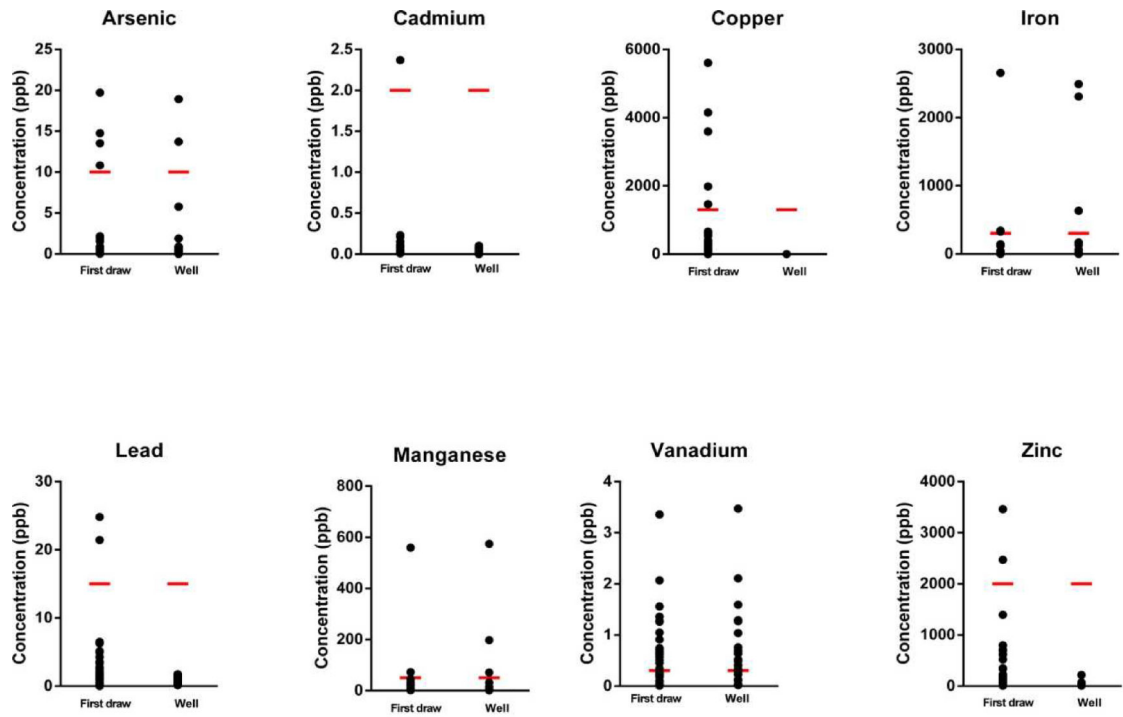 Arsenic
Concentration (ppb)
25
20
15
10
5
0
First draw
Well
Cadmium
Concentration (ppb)
2.5
2.0
1.5
1.0
0.5
0.0
First draw
Well
Copper
Concentration (ppb)
6000
4000
2000
0
First draw
Well
Iron
Concentration (ppb)
3000
2000
1000
0
First draw
Well
Lead
Concentration (ppb)
30
20
10
0
First draw
Well
Manganese
Concentration (ppb)
800
600
400
200
0
First draw
Well
Vanadium
Concentration (ppb)
4
3
2
1
0
First draw
Well
Zinc
Concentration (ppb)
4000
3000
2000
1000
0
First draw
Well